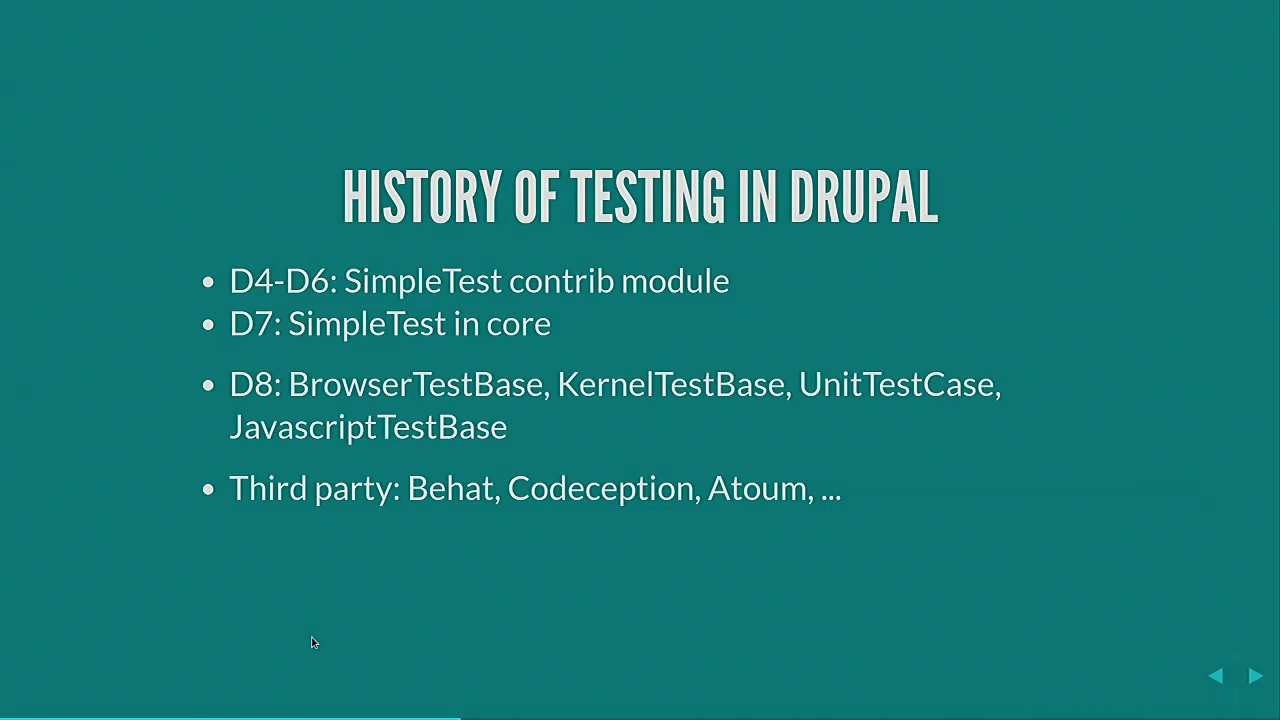 HISTORY OF TESTING IN DRUPAL
• D4-D6: SimpleTest contrib module
• D7: SimpleTest in core
• D8: BrowserTestBase, KernelTestBase, UnitTestCase,
JavascriptTestBase
• Third party: Behat, Codeception, Atoum, ...